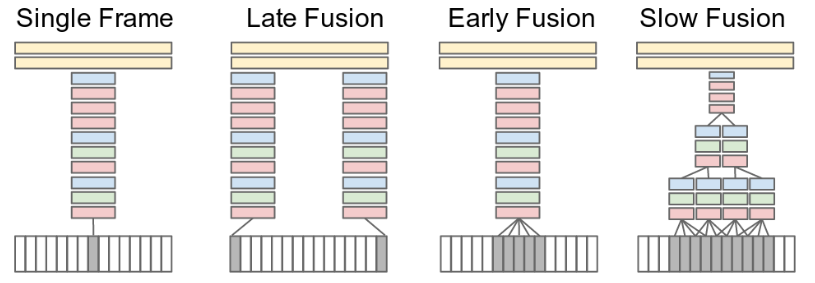 Single Frame
Late Fusion
Early Fusion
Slow Fusion